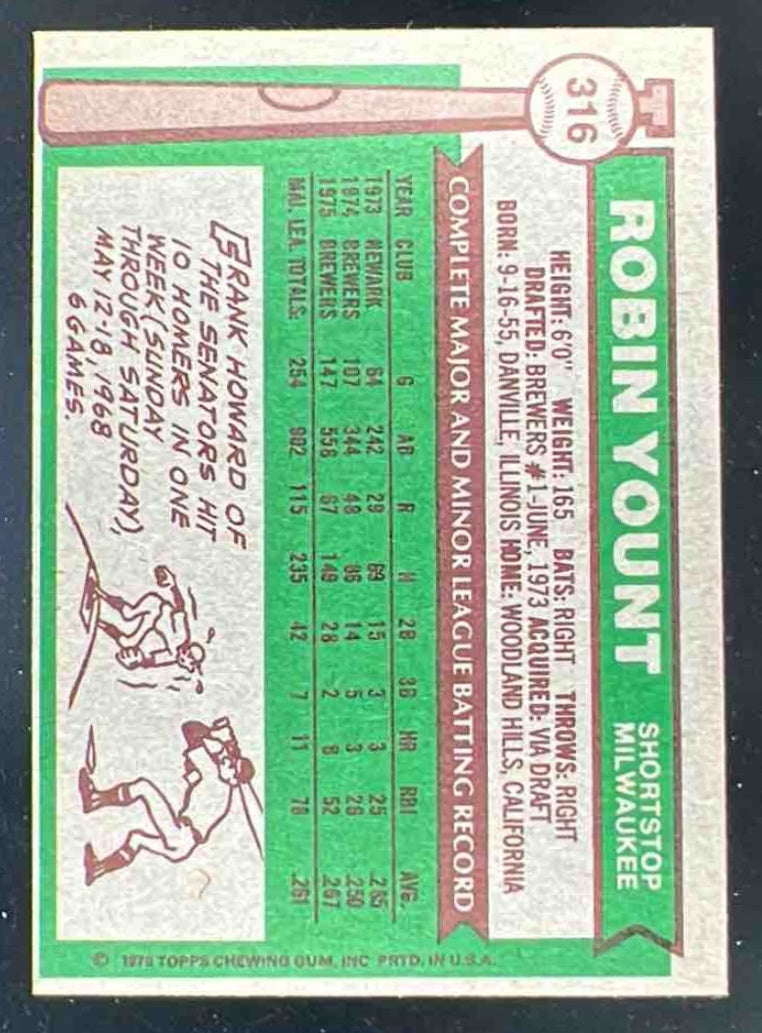 316
ROBIN YOUNT
SHORTSTOP
MILWAUKEE
HEIGHT: 6'0" WEIGHT: 165 BATS: RIGHT THROWS: RIGHT
DRAFTED: BREWERS #1-JUNE, 1973 ACQUIRED: VIA DRAFT
BORN: 9-16-55, DANVILLE, ILLINOIS HOME: WOODLAND HILLS, CALIFORNIA
COMPLETE MAJOR AND MINOR LEAGUE BATTING RECORD
YEAR CLUB G AB R H 2B 3B HR RBI AVG.
1973 NEWARK 64 242 29 69 15 3 3 25 .285
1974 BREWERS 107 344 48 86 14 5 3 26 .250
1975 BREWERS 147 558 67 149 28 2 8 52 .267
MAJ. LEA. TOTALS: 254 902 115 235 42 7 11 78 .261
FRANK HOWARD OF
THE SENATORS HIT
10 HOMERS IN ONE
WEEK (SUNDAY
THROUGH SATURDAY),
MAY 12-18, 1968
6 GAMES.
© 1976 TOPPS CHEWING GUM, INC PRTD. IN U.S.A.